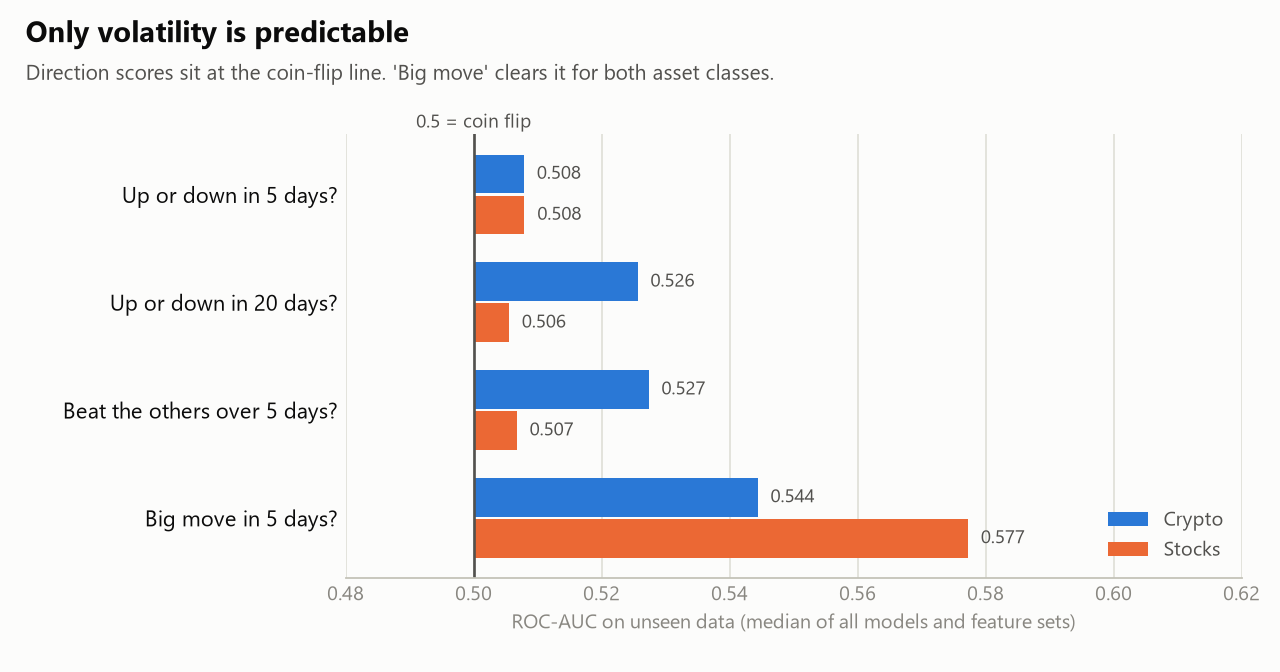 Only volatility is predictable
Direction scores sit at the coin-flip line. 'Big move' clears it for both asset classes.
0.5 = coin flip
Up or down in 5 days?
0.508
0.508
Up or down in 20 days?
0.526
0.506
Beat the others over 5 days?
0.527
0.507
Big move in 5 days?
0.544
0.577
Crypto
Stocks
0.48 0.50 0.52 0.54 0.56 0.58 0.60 0.62
ROC-AUC on unseen data (median of all models and feature sets)